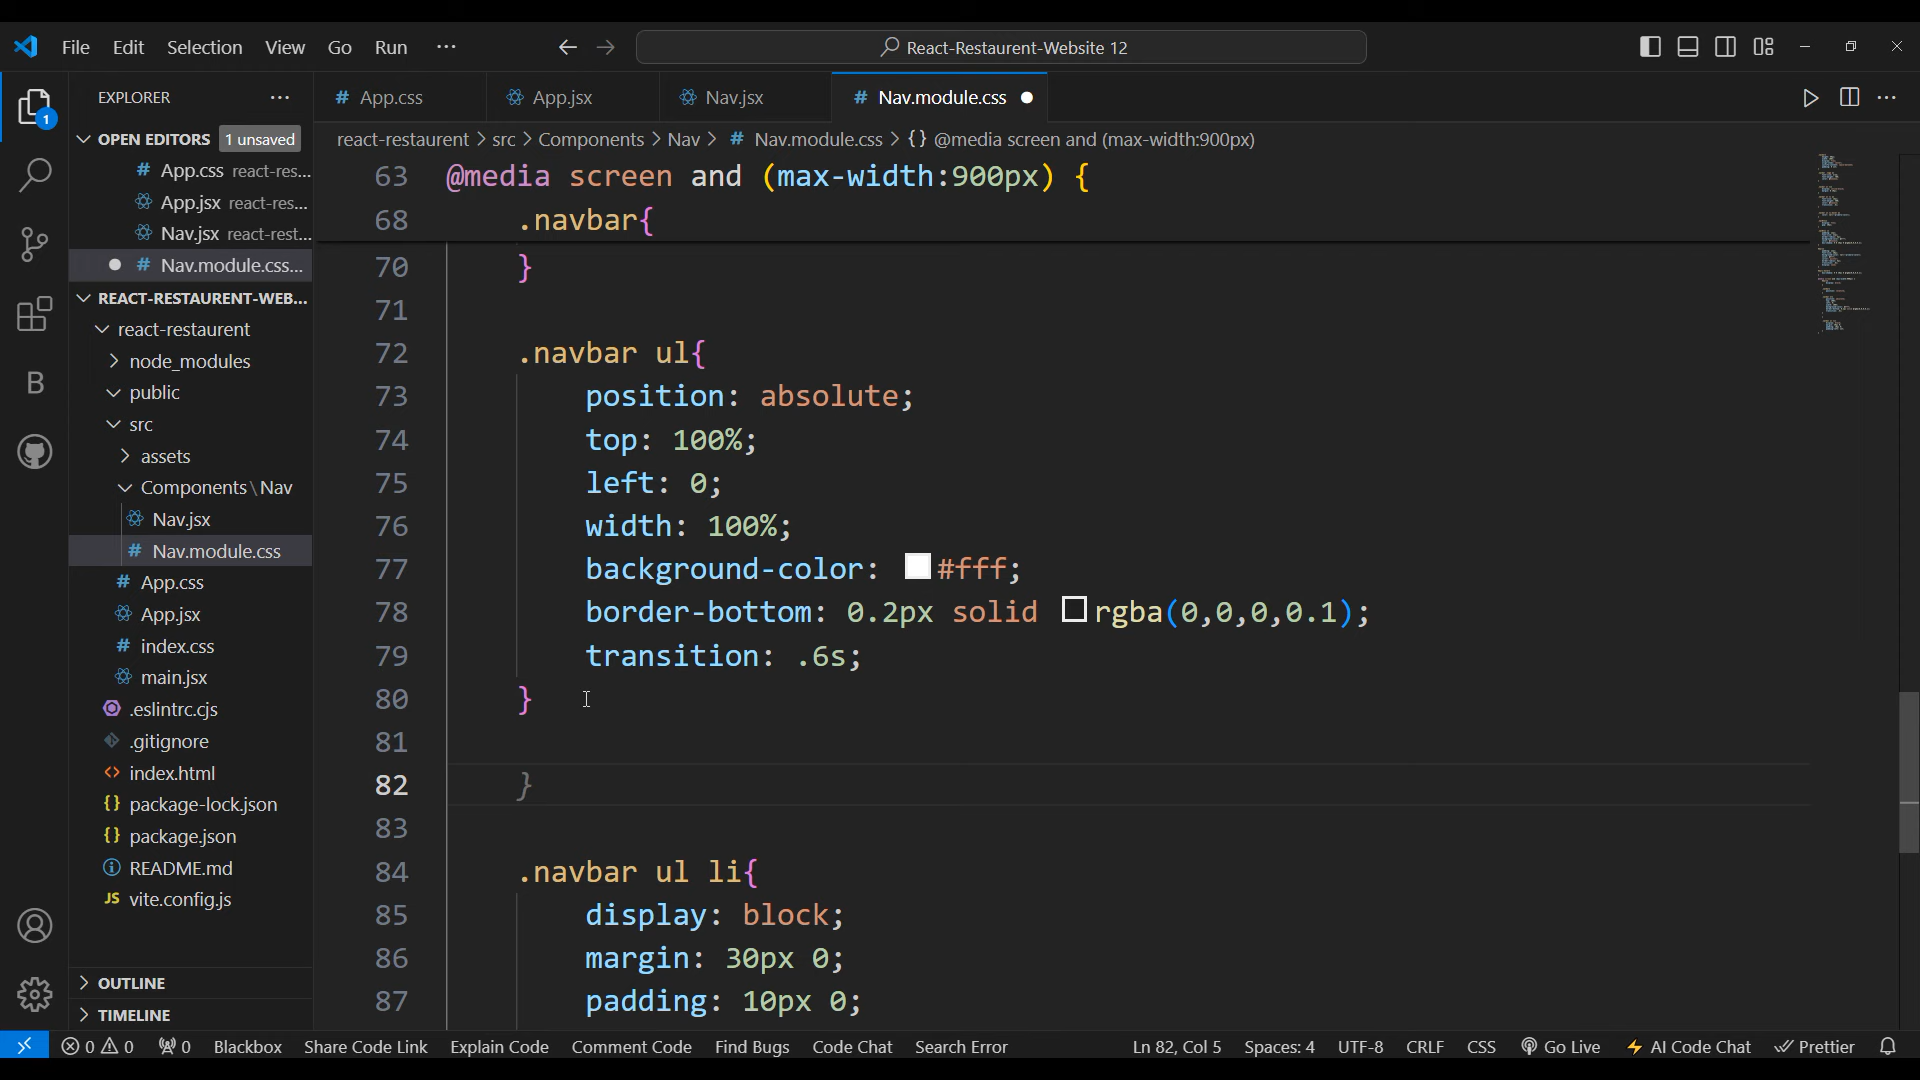 File Edit Selection View Go Run ···
React-Restaurent-Website 12
EXPLORER ···
OPEN EDITORS 1 unsaved
# App.css react-res...
App.jsx react-res...
Nav.jsx react-rest...
# Nav.module.css...
REACT-RESTAURENT-WEB...
react-restaurent
node_modules
public
src
assets
Components\Nav
Nav.jsx
# Nav.module.css
# App.css
App.jsx
# index.css
main.jsx
.eslintrc.cjs
.gitignore
<> index.html
{} package-lock.json
{} package.json
README.md
JS vite.config.js
OUTLINE
TIMELINE
1
B
# App.css App.jsx Nav.jsx # Nav.module.css
react-restaurent > src > Components > Nav > # Nav.module.css > {} @media screen and (max-width:900px)
63 @media screen and (max-width:900px) {
68 .navbar{
70 }
71
72 .navbar ul{
73 position: absolute;
74 top: 100%;
75 left: 0;
76 width: 100%;
77 background-color: #fff;
78 border-bottom: 0.2px solid rgba(0,0,0,0.1);
79 transition: .6s;
80 }
81
82 }
83
84 .navbar ul li{
85 display: block;
86 margin: 30px 0;
87 padding: 10px 0;
0 0 0 Blackbox Share Code Link Explain Code Comment Code Find Bugs Code Chat Search Error Ln 82, Col 5 Spaces: 4 UTF-8 CRLF CSS Go Live AI Code Chat Prettier